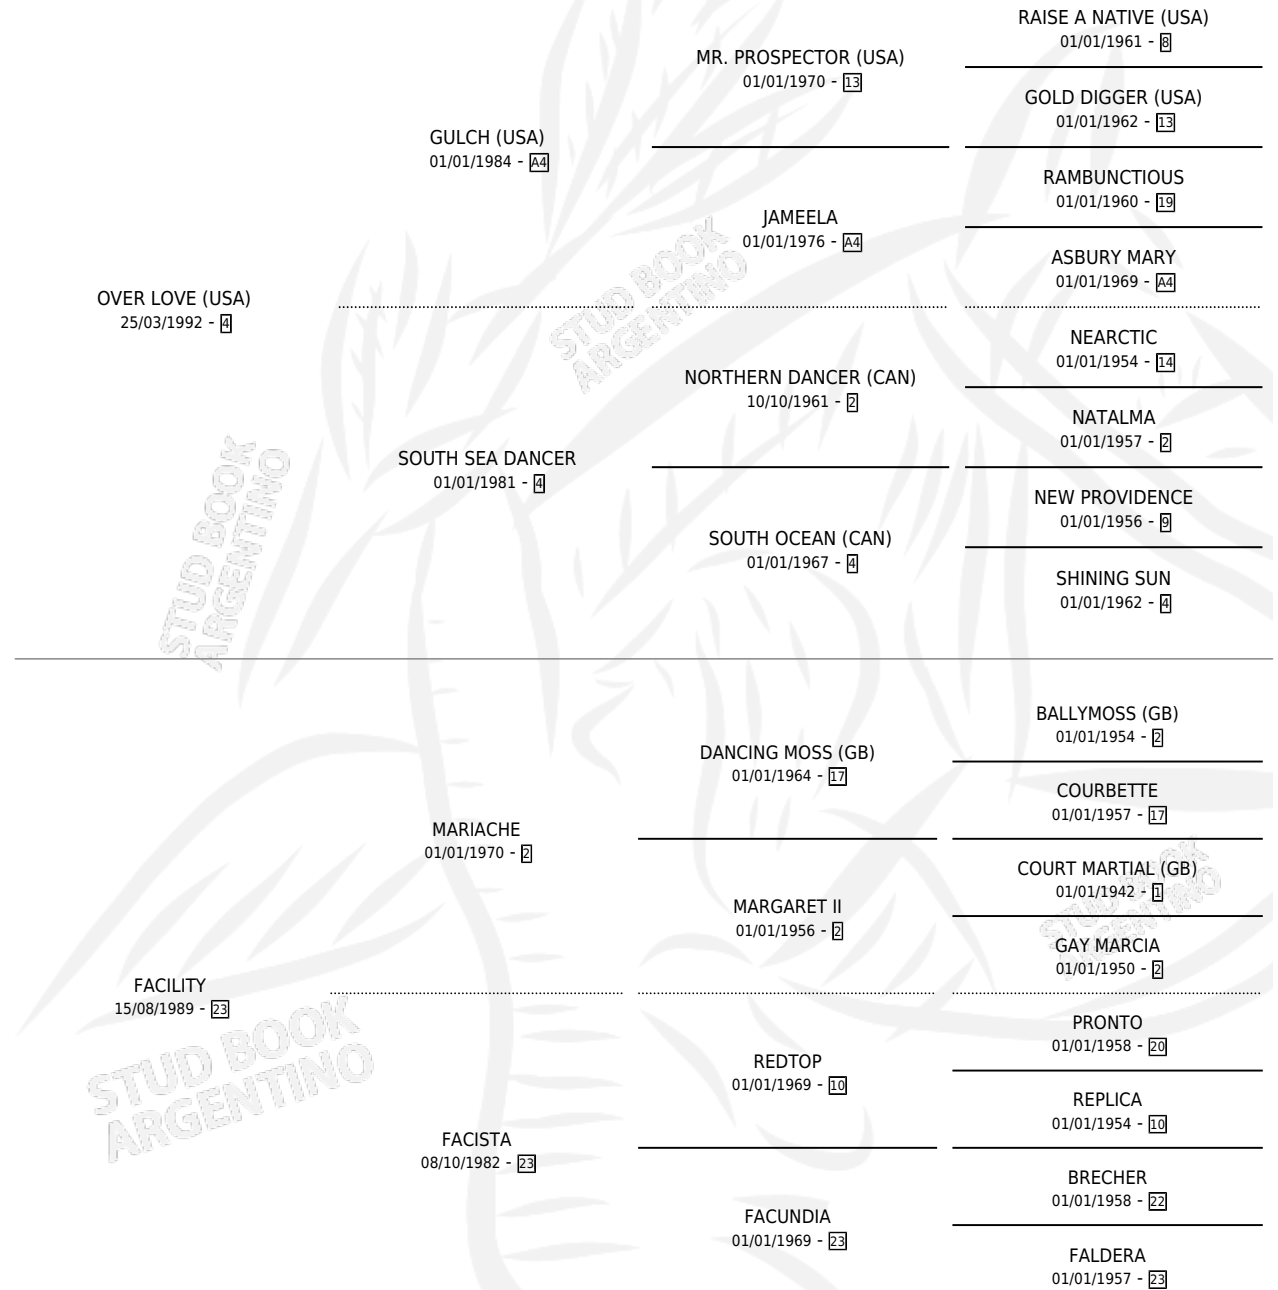 RAISE A NATIVE (USA)
01/01/1961 - 8
MR. PROSPECTOR (USA)
01/01/1970 - 13
GOLD DIGGER (USA)
01/01/1962 - 13
GULCH (USA)
01/01/1984 - A4
RAMBUNCTIOUS
01/01/1960 - 19
JAMEELA
01/01/1976 - A4
ASBURY MARY
01/01/1969 - A4
OVER LOVE (USA)
25/03/1992 - 4
NEARCTIC
01/01/1954 - 14
NORTHERN DANCER (CAN)
10/10/1961 - 2
NATALMA
01/01/1957 - 2
SOUTH SEA DANCER
01/01/1981 - 4
NEW PROVIDENCE
01/01/1956 - 9
SOUTH OCEAN (CAN)
01/01/1967 - 4
SHINING SUN
01/01/1962 - 4
BALLYMOSS (GB)
01/01/1954 - 2
DANCING MOSS (GB)
01/01/1964 - 17
COURBETTE
01/01/1957 - 17
MARIACHE
01/01/1970 - 2
COURT MARTIAL (GB)
01/01/1942 - 1
MARGARET II
01/01/1956 - 2
GAY MARCIA
01/01/1950 - 2
FACILITY
15/08/1989 - 23
PRONTO
01/01/1958 - 20
REDTOP
01/01/1969 - 10
REPLICA
01/01/1954 - 10
FACISTA
08/10/1982 - 23
BRECHER
01/01/1958 - 22
FACUNDIA
01/01/1969 - 23
FALDERA
01/01/1957 - 23
STUD BOOK
ARGENTINO
STUD BOOK
ARGENTINO
STUD BOOK
ARGENTINO
STUD BOOK
ARGENTINO